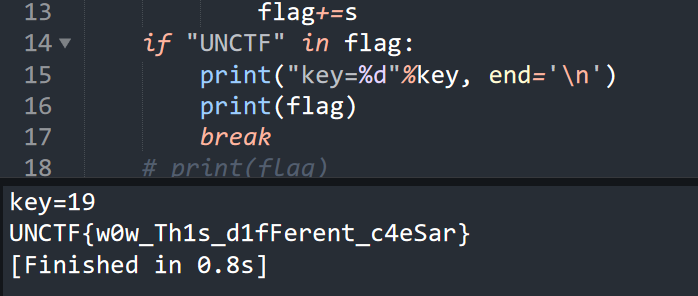 13 flag+=s
14 if "UNCTF" in flag:
15 print("key=%d"%key, end='\n')
16 print(flag)
17 break
18 # print(flag)
key=19
UNCTF{w0w_Th1s_d1fFerent_c4eSar}
[Finished in 0.8s]